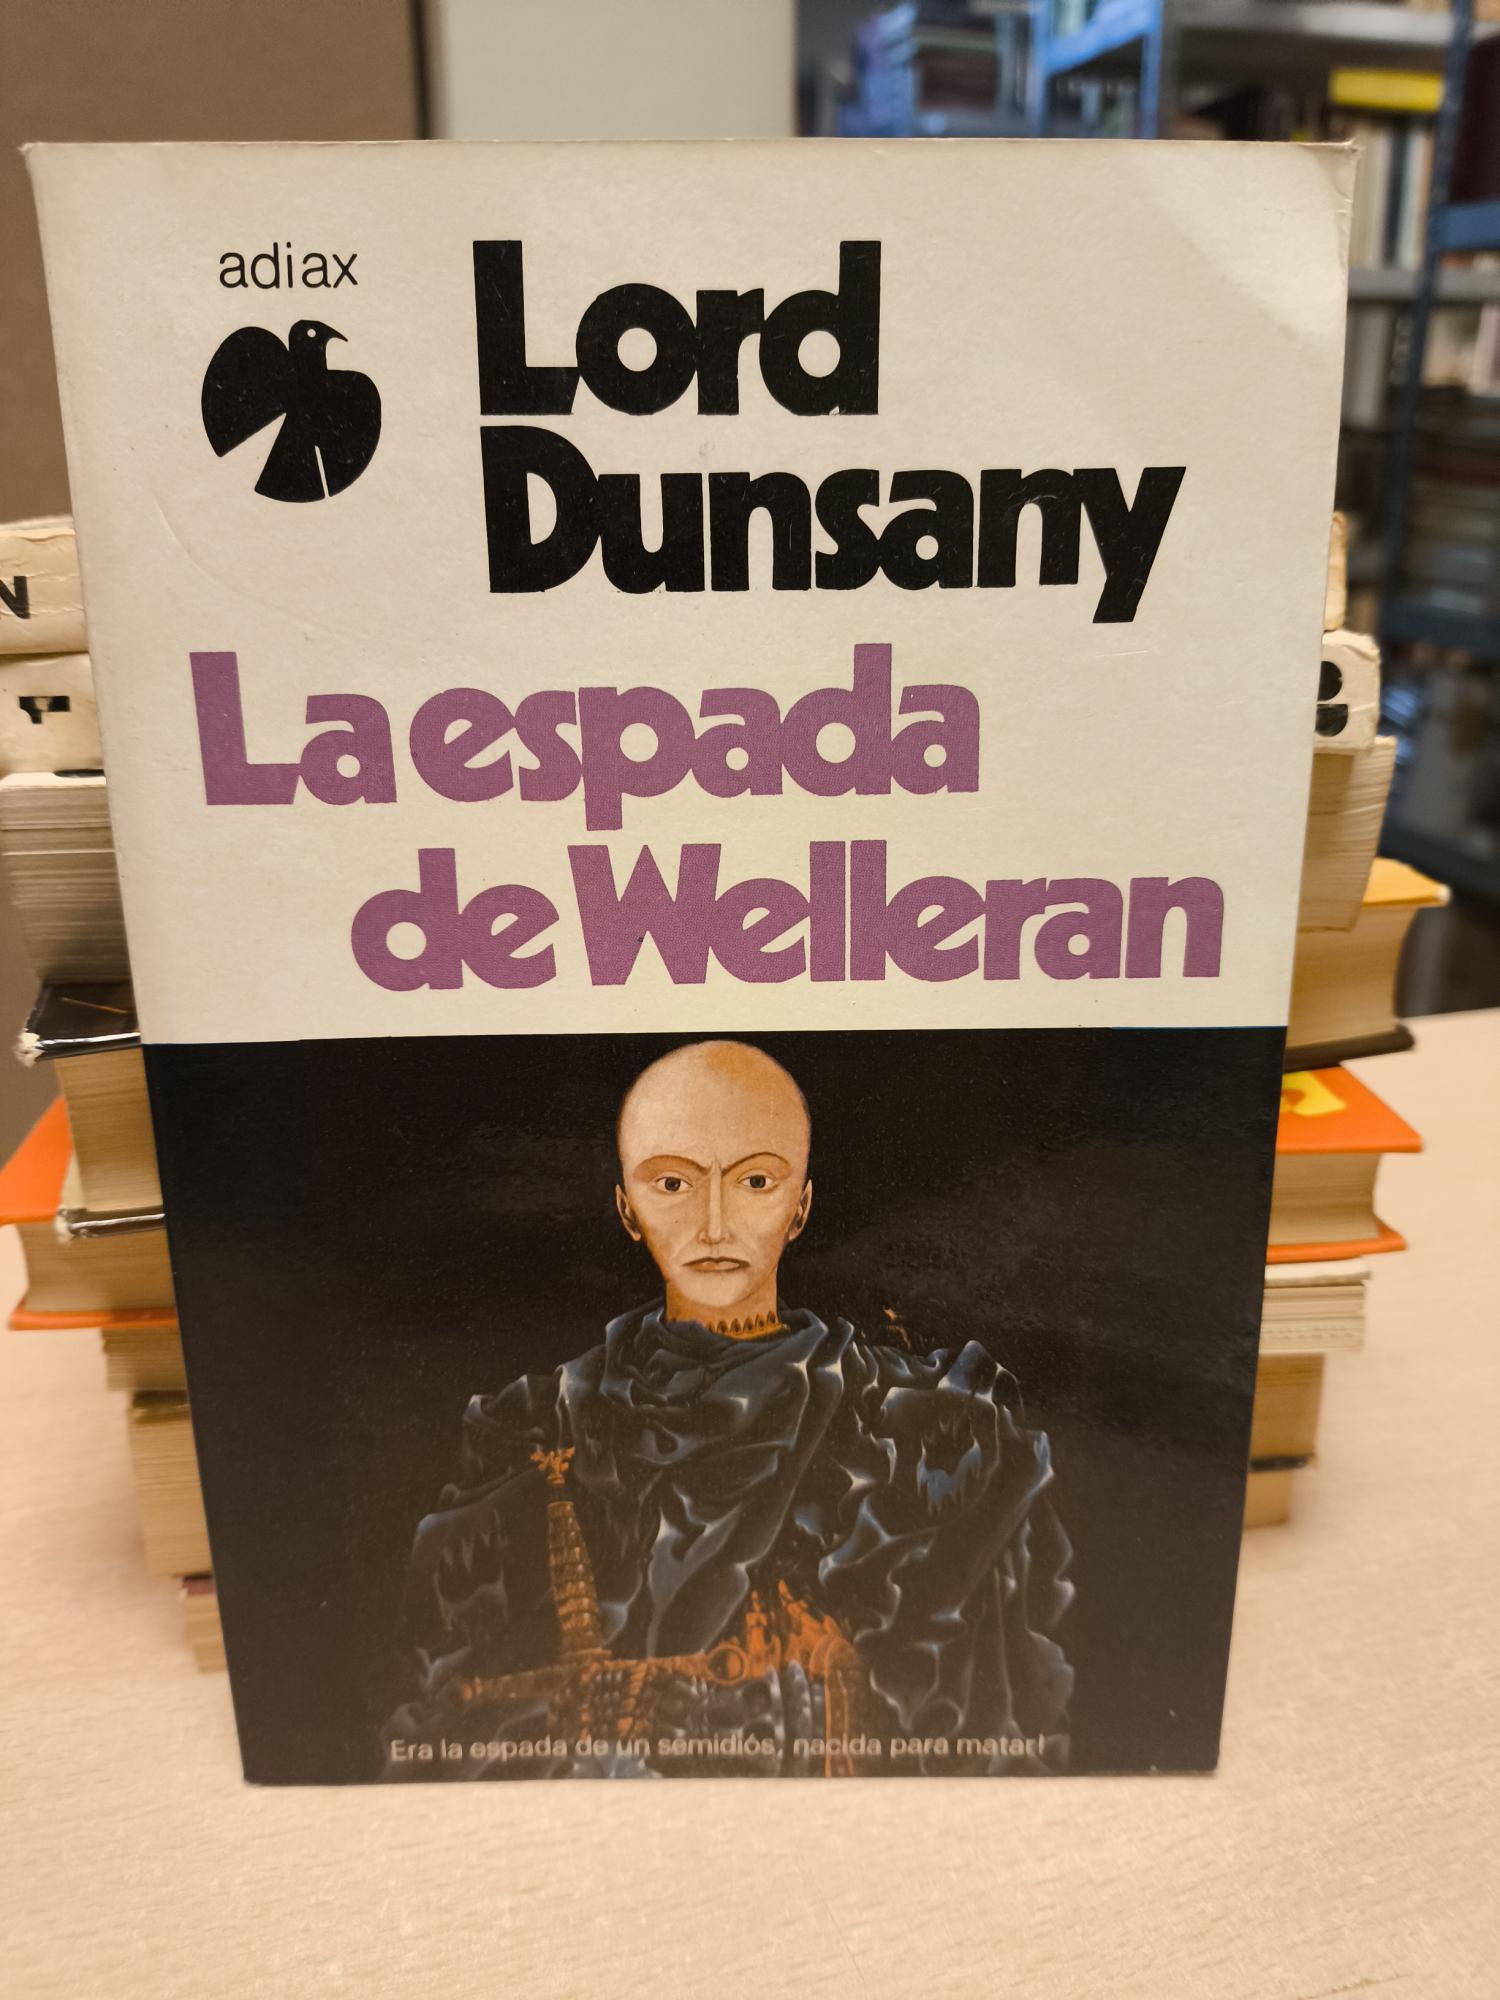 adiax
Lord
Dunsany
La espada
de Welleran
Era la espada de un semidiós, nacida para matar!
N